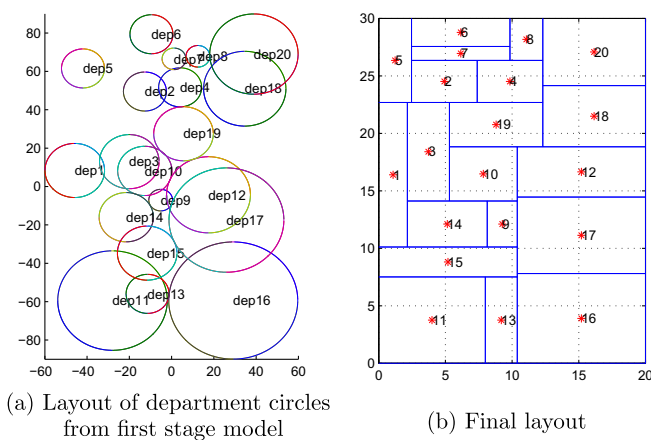 80
60
40
20
0
-20
-40
-60
-80
-60
-40
-20
0
20
40
60
dep6
dep20
dep7
dep8
dep5
dep18
dep4
dep2
dep19
dep3
dep1
dep10
dep12
dep9
dep14
dep17
dep15
dep13
dep11
dep16
(a) Layout of department circles
from first stage model
30
25
20
15
10
5
0
0
5
10
15
20
6
8
7
5
20
2
4
18
19
3
1
10
12
14
9
17
15
11
13
16
(b) Final layout